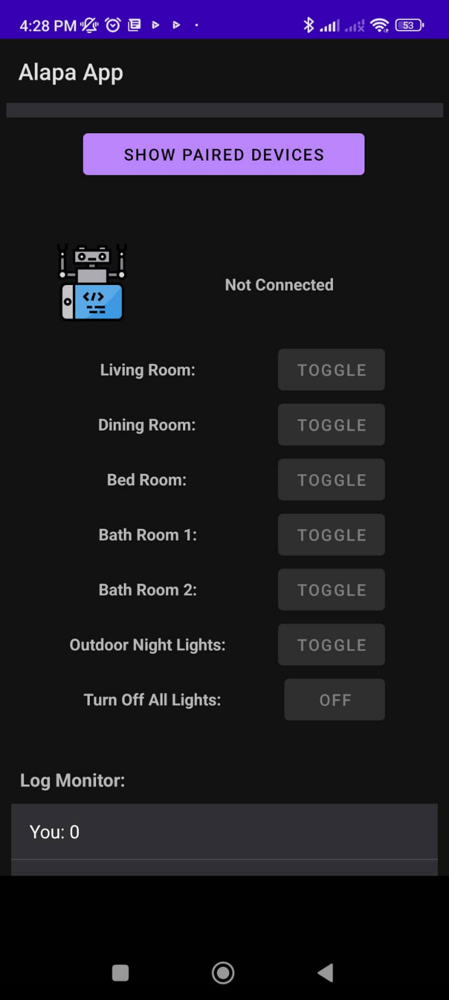 4:28 PM
53
Alapa App
SHOW PAIRED DEVICES
</>
Not Connected
Living Room: TOGGLE
Dining Room: TOGGLE
Bed Room: TOGGLE
Bath Room 1: TOGGLE
Bath Room 2: TOGGLE
Outdoor Night Lights: TOGGLE
Turn Off All Lights: OFF
Log Monitor:
You: 0